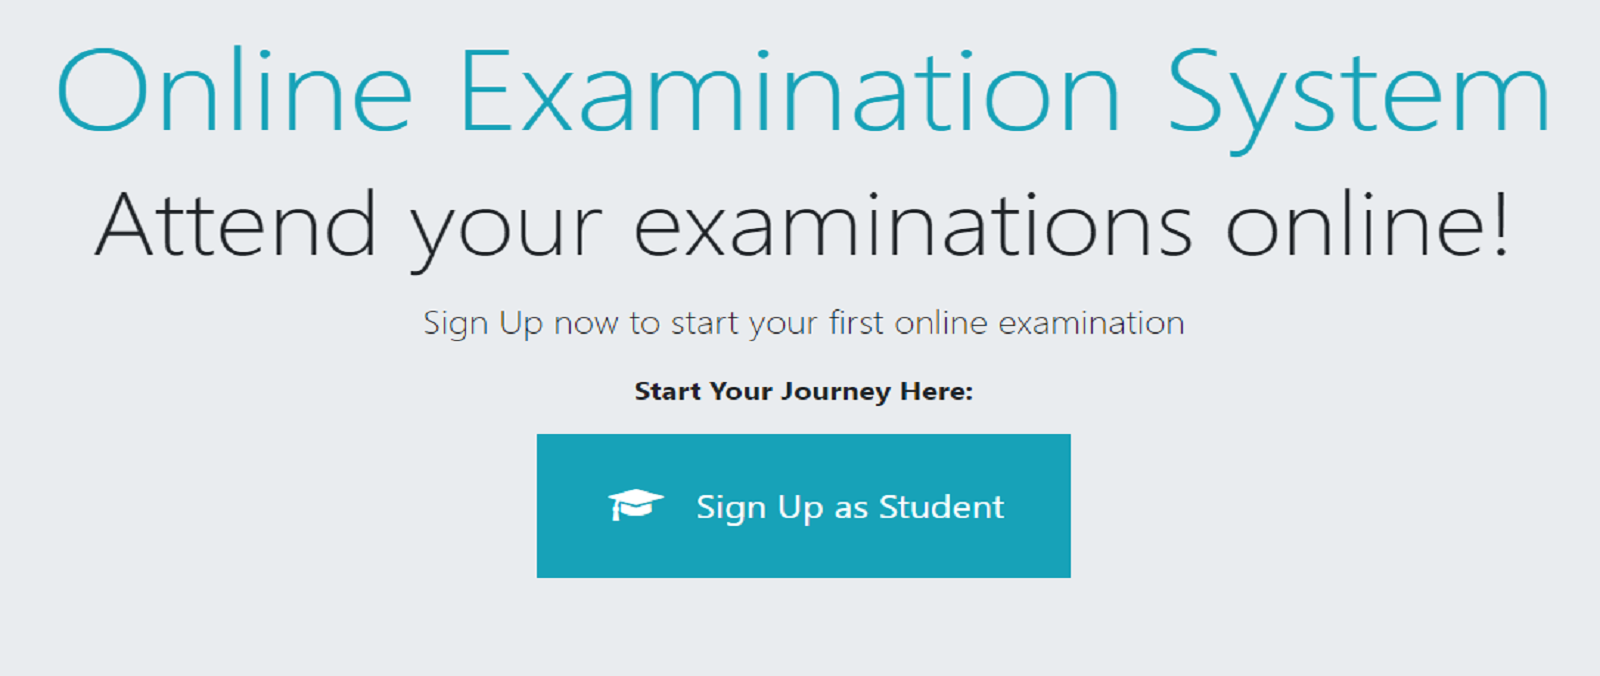 Online Examination System
Attend your examinations online!
Sign Up now to start your first online examination
Start Your Journey Here:
Sign Up as Student